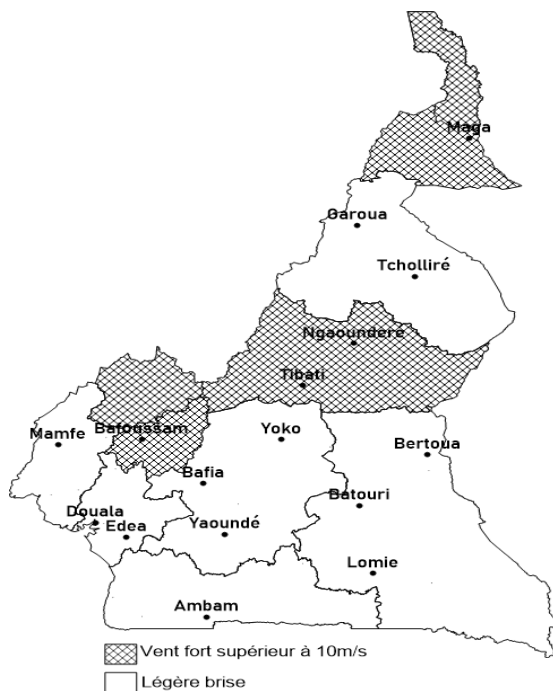 Maga
Garoua
Tcholliré
Ngaoundere
Tibati
Bafoussam
Mamfe
Yoko
Bertoua
Bafia
Batouri
Douala
Edea
Yaoundé
Lomie
Ambam
Vent fort supérieur à 10m/s
Légère brise